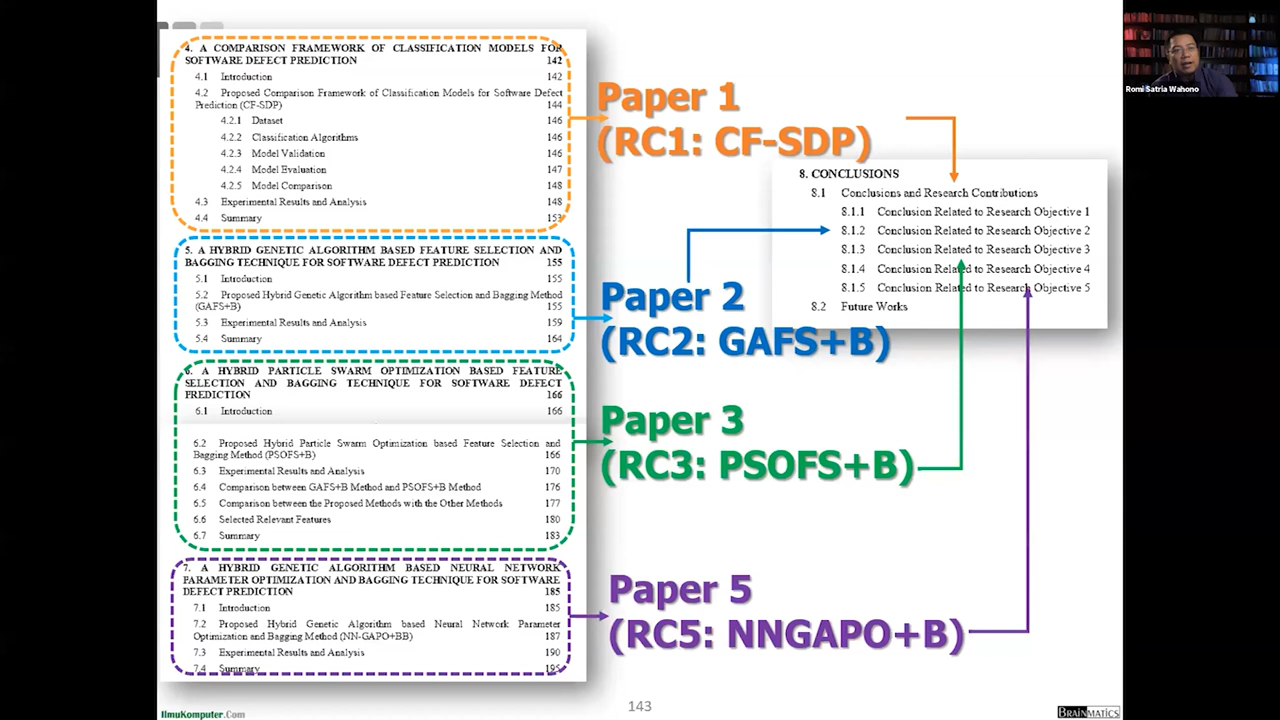 4. A COMPARISON FRAMEWORK OF CLASSIFICATION MODELS FOR
SOFTWARE DEFECT PREDICTION 142
4.1 Introduction 142
4.2 Proposed Comparison Framework of Classification Models for Software Defect
Prediction (CF-SDP) 144
4.2.1 Dataset 146
4.2.2 Classification Algorithms 146
4.2.3 Model Validation 146
4.2.4 Model Evaluation 147
4.2.5 Model Comparison 148
4.3 Experimental Results and Analysis 148
4.4 Summary 153
5. A HYBRID GENETIC ALGORITHM BASED FEATURE SELECTION AND
BAGGING TECHNIQUE FOR SOFTWARE DEFECT PREDICTION 155
5.1 Introduction 155
5.2 Proposed Hybrid Genetic Algorithm based Feature Selection and Bagging Method
(GAFS+B) 155
5.3 Experimental Results and Analysis 159
5.4 Summary 164
6. A HYBRID PARTICLE SWARM OPTIMIZATION BASED FEATURE
SELECTION AND BAGGING TECHNIQUE FOR SOFTWARE DEFECT
PREDICTION 166
6.1 Introduction 166
6.2 Proposed Hybrid Particle Swarm Optimization based Feature Selection and
Bagging Method (PSOFS+B) 166
6.3 Experimental Results and Analysis 170
6.4 Comparison between GAFS+B Method and PSOFS+B Method 176
6.5 Comparison between the Proposed Methods with the Other Methods 177
6.6 Selected Relevant Features 180
6.7 Summary 183
7. A HYBRID GENETIC ALGORITHM BASED NEURAL NETWORK
PARAMETER OPTIMIZATION AND BAGGING TECHNIQUE FOR SOFTWARE
DEFECT PREDICTION 185
7.1 Introduction 185
7.2 Proposed Hybrid Genetic Algorithm based Neural Network Parameter
Optimization and Bagging Method (NN-GAPO+BB) 187
7.3 Experimental Results and Analysis 190
7.4 Summary 195
Paper 1
(RC1: CF-SDP)
Paper 2
(RC2: GAFS+B)
Paper 3
(RC3: PSOFS+B)
Paper 5
(RC5: NNGAPO+B)
8. CONCLUSIONS
8.1 Conclusions and Research Contributions
8.1.1 Conclusion Related to Research Objective 1
8.1.2 Conclusion Related to Research Objective 2
8.1.3 Conclusion Related to Research Objective 3
8.1.4 Conclusion Related to Research Objective 4
8.1.5 Conclusion Related to Research Objective 5
8.2 Future Works
Romi Satria Wahono
IlmuKomputer.Com
143
BRAINMATICS